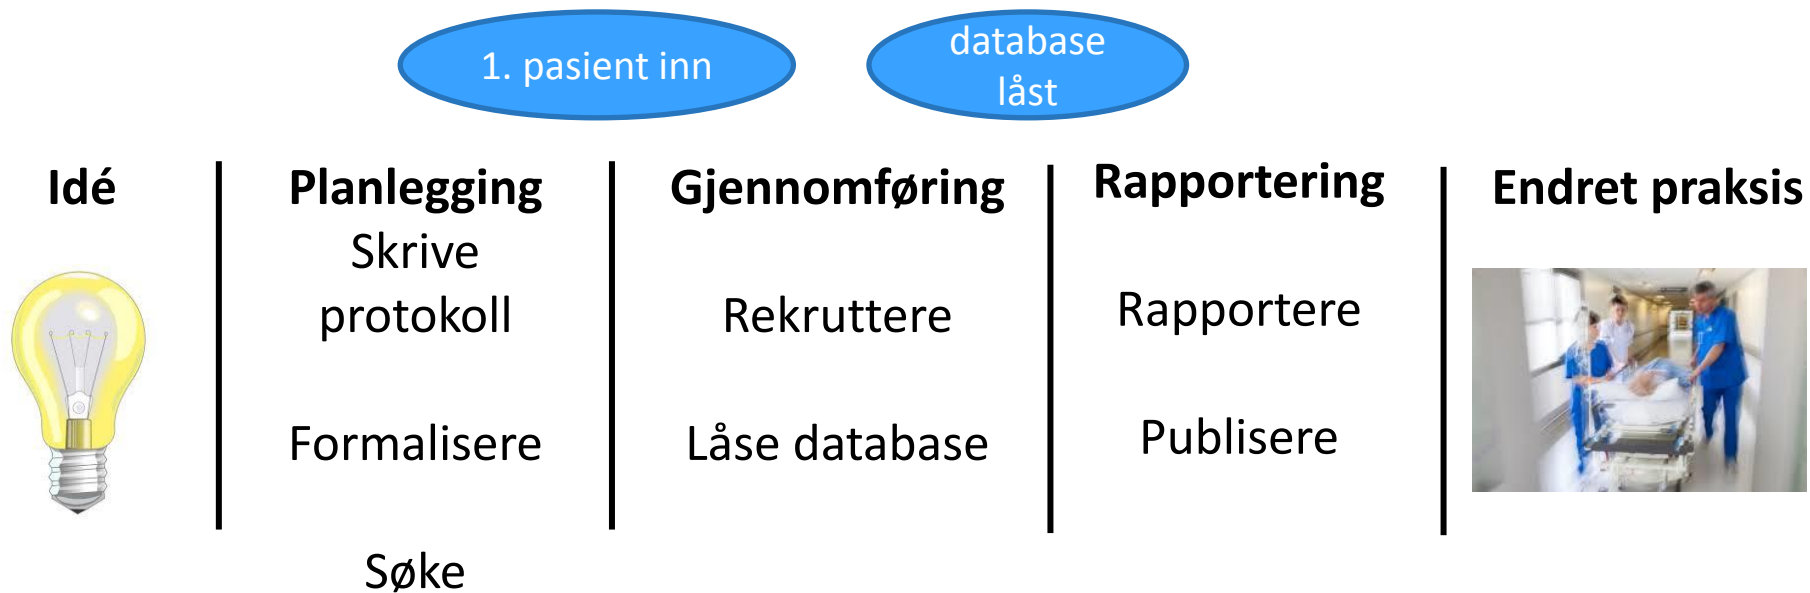 1. pasient inn
database
låst
Idé
Planlegging
Skrive
protokoll
Formalisere
Søke
Gjennomføring
Rekruttere
Låse database
Rapportering
Rapportere
Publisere
Endret praksis